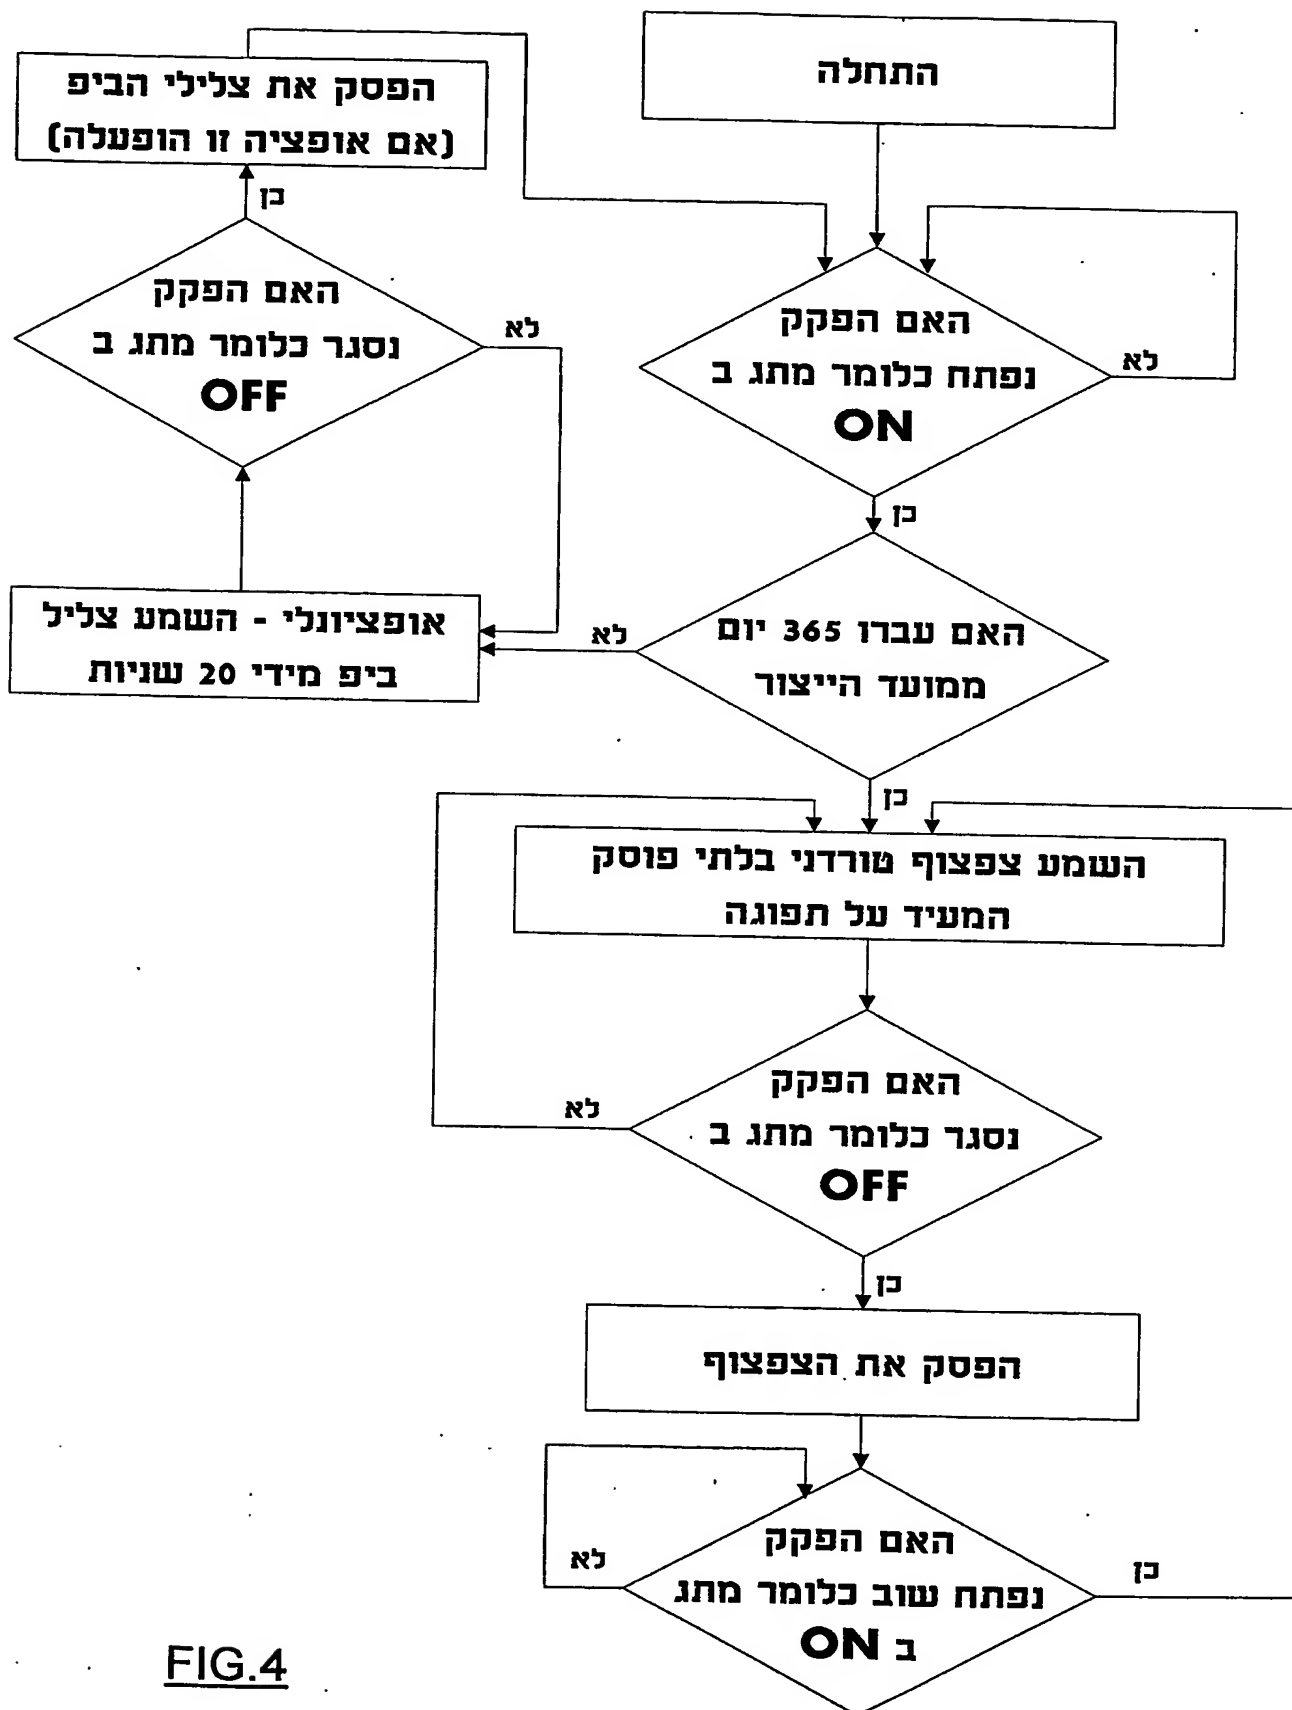 התחלה
הפסק את צלילי הביפ
(אם אופציה זו הופעלה)
כן
האם הפקק
נסגר כלומר מתג ב
OFF
לא
האם הפקק
נפתח כלומר מתג ב
ON
לא
כן
האם עברו 365 יום
ממועד הייצור
לא
אופציונלי - השמע צליל
ביפ מידי 20 שניות
כן
השמע צפצוף טורדני בלתי פוסק
המעיד על תפוגה
האם הפקק
נסגר כלומר מתג ב
OFF
לא
כן
הפסק את הצפצוף
האם הפקק
נפתח שוב כלומר מתג
ב ON
כן
לא
FIG.4